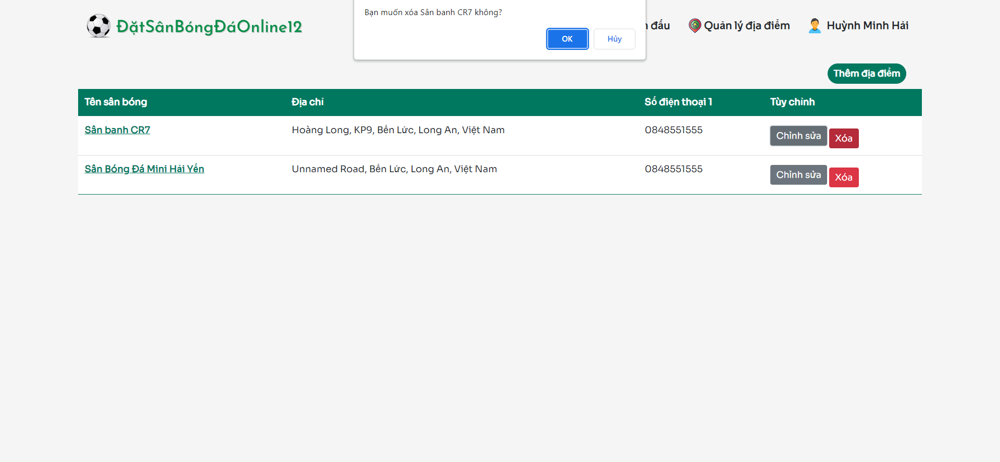 Bạn muốn xóa Sân banh CR7 không?
OK
Hủy
ĐặtSânBóngĐáOnline12
đấu
Quản lý địa điểm
Huỳnh Minh Hải
Thêm địa điểm
Tên sân bóng
Địa chỉ
Số điện thoại 1
Tùy chỉnh
Sân banh CR7
Hoàng Long, KP9, Bến Lức, Long An, Việt Nam
0848551555
Chỉnh sửa
Xóa
Sân Bóng Đá Mini Hải Yến
Unnamed Road, Bến Lức, Long An, Việt Nam
0848551555
Chỉnh sửa
Xóa